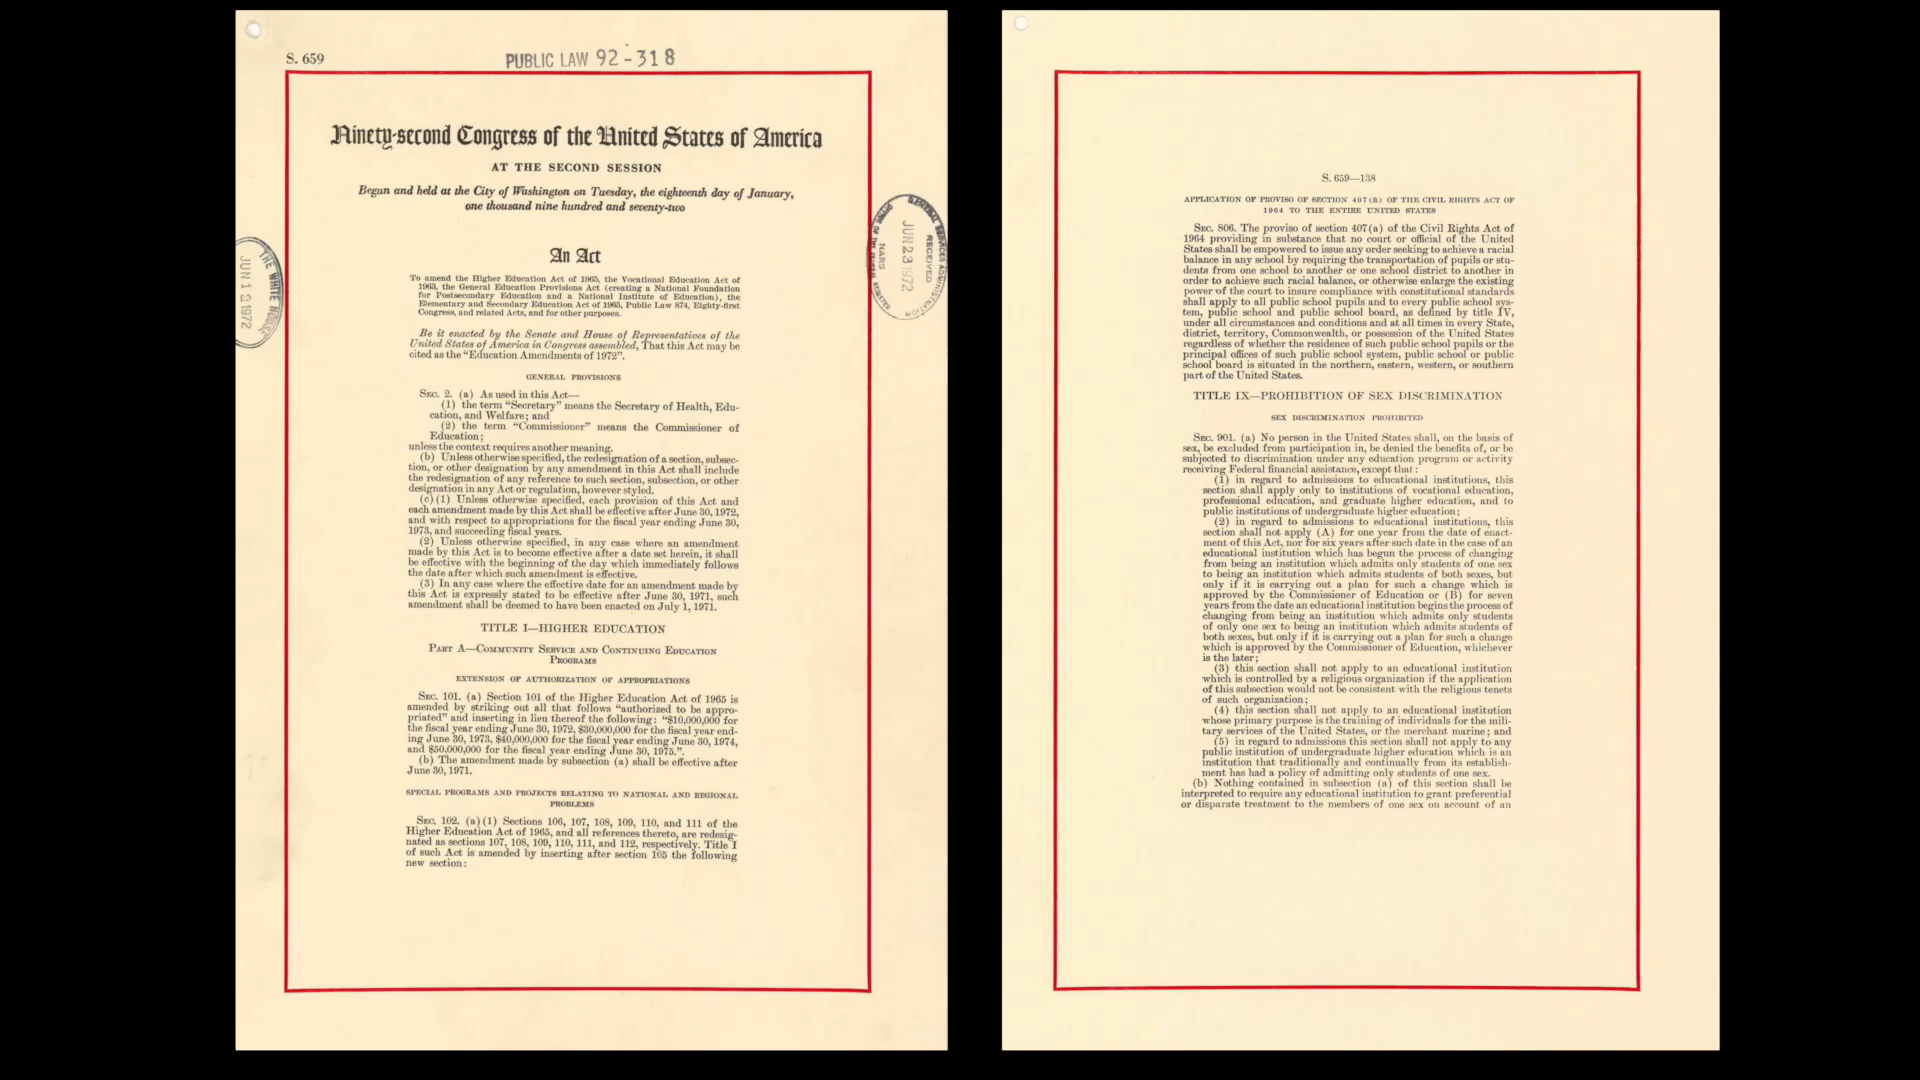 S. 659
PUBLIC LAW 92-318
Ninety-second Congress of the United States of America
AT THE SECOND SESSION
Begun and held at the City of Washington on Tuesday, the eighteenth day of January,
one thousand nine hundred and seventy-two
An Act
To amend the Higher Education Act of 1965, the Vocational Education Act of
1963, the General Education Provisions Act (creating a National Foundation
for Postsecondary Education and a National Institute of Education), the
Elementary and Secondary Education Act of 1965, Public Law 874, Eighty-first
Congress, and related Acts, and for other purposes.
Be it enacted by the Senate and House of Representatives of the
United States of America in Congress assembled, That this Act may be
cited as the “Education Amendments of 1972”.
GENERAL PROVISIONS
SEC. 2. (a) As used in this Act—
(1) the term “Secretary” means the Secretary of Health, Edu-
cation, and Welfare; and
(2) the term “Commissioner” means the Commissioner of
Education;
unless the context requires another meaning.
(b) Unless otherwise specified, the redesignation of a section, subsec-
tion, or other designation by any amendment in this Act shall include
the redesignation of any reference to such section, subsection, or other
designation in any Act or regulation, however styled.
(c)(1) Unless otherwise specified, each provision of this Act and
each amendment made by this Act shall be effective after June 30, 1972,
and with respect to appropriations for the fiscal year ending June 30,
1973, and succeeding fiscal years.
(2) Unless otherwise specified, in any case where an amendment
made by this Act is to become effective after a date set herein, it shall
be effective with the beginning of the day which immediately follows
the date after which such amendment is effective.
(3) In any case where the effective date for an amendment made by
this Act is expressly stated to be effective after June 30, 1971, such
amendment shall be deemed to have been enacted on July 1, 1971.
TITLE I—HIGHER EDUCATION
PART A—COMMUNITY SERVICE AND CONTINUING EDUCATION
PROGRAMS
EXTENSION OF AUTHORIZATION OF APPROPRIATIONS
SEC. 101. (a) Section 101 of the Higher Education Act of 1965 is
amended by striking out all that follows “authorized to be appro-
priated” and inserting in lieu thereof the following: “$10,000,000 for
the fiscal year ending June 30, 1972, $30,000,000 for the fiscal year end-
ing June 30, 1973, $40,000,000 for the fiscal year ending June 30, 1974,
and $50,000,000 for the fiscal year ending June 30, 1975.”.
(b) The amendment made by subsection (a) shall be effective after
June 30, 1971.
SPECIAL PROGRAMS AND PROJECTS RELATING TO NATIONAL AND REGIONAL
PROBLEMS
SEC. 102. (a)(1) Sections 106, 107, 108, 109, 110, and 111 of the
Higher Education Act of 1965, and all references thereto, are redesig-
nated as sections 107, 108, 109, 110, 111, and 112, respectively. Title I
of such Act is amended by inserting after section 105 the following
new section:
THE WHITE HOUSE
JUN 12 1972
GENERAL SERVICES ADMINISTRATION
RECEIVED
JUN 23 1972
NARS
OFFICE OF THE FEDERAL REGISTER
S. 659—138
APPLICATION OF PROVISO OF SECTION 407(a) OF THE CIVIL RIGHTS ACT OF
1964 TO THE ENTIRE UNITED STATES
SEC. 806. The proviso of section 407(a) of the Civil Rights Act of
1964 providing in substance that no court or official of the United
States shall be empowered to issue any order seeking to achieve a racial
balance in any school by requiring the transportation of pupils or stu-
dents from one school to another or one school district to another in
order to achieve such racial balance, or otherwise enlarge the existing
power of the court to insure compliance with constitutional standards
shall apply to all public school pupils and to every public school sys-
tem, public school and public school board, as defined by title IV,
under all circumstances and conditions and at all times in every State,
district, territory, Commonwealth, or possession of the United States
regardless of whether the residence of such public school pupils or the
principal offices of such public school system, public school or public
school board is situated in the northern, eastern, western, or southern
part of the United States.
TITLE IX—PROHIBITION OF SEX DISCRIMINATION
SEX DISCRIMINATION PROHIBITED
SEC. 901. (a) No person in the United States shall, on the basis of
sex, be excluded from participation in, be denied the benefits of, or be
subjected to discrimination under any education program or activity
receiving Federal financial assistance, except that:
(1) in regard to admissions to educational institutions, this
section shall apply only to institutions of vocational education,
professional education, and graduate higher education, and to
public institutions of undergraduate higher education;
(2) in regard to admissions to educational institutions, this
section shall not apply (A) for one year from the date of enact-
ment of this Act, nor for six years after such date in the case of an
educational institution which has begun the process of changing
from being an institution which admits only students of one sex
to being an institution which admits students of both sexes, but
only if it is carrying out a plan for such a change which is
approved by the Commissioner of Education or (B) for seven
years from the date an educational institution begins the process of
changing from being an institution which admits only students
of only one sex to being an institution which admits students of
both sexes, but only if it is carrying out a plan for such a change
which is approved by the Commissioner of Education, whichever
is the later;
(3) this section shall not apply to an educational institution
which is controlled by a religious organization if the application
of this subsection would not be consistent with the religious tenets
of such organization;
(4) this section shall not apply to an educational institution
whose primary purpose is the training of individuals for the mili-
tary services of the United States, or the merchant marine; and
(5) in regard to admissions this section shall not apply to any
public institution of undergraduate higher education which is an
institution that traditionally and continually from its establish-
ment has had a policy of admitting only students of one sex.
(b) Nothing contained in subsection (a) of this section shall be
interpreted to require any educational institution to grant preferential
or disparate treatment to the members of one sex on account of an